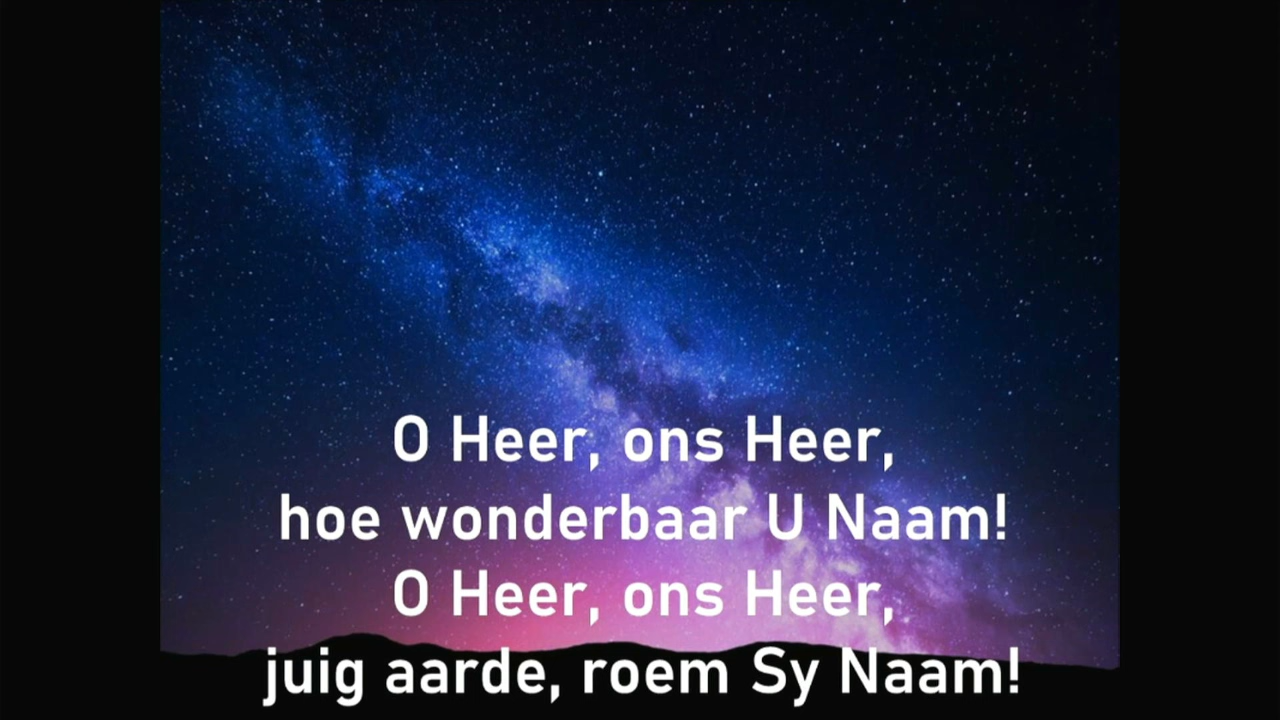 O Heer, ons Heer,
hoe wonderbaar U Naam!
O Heer, ons Heer,
juig aarde, roem Sy Naam!